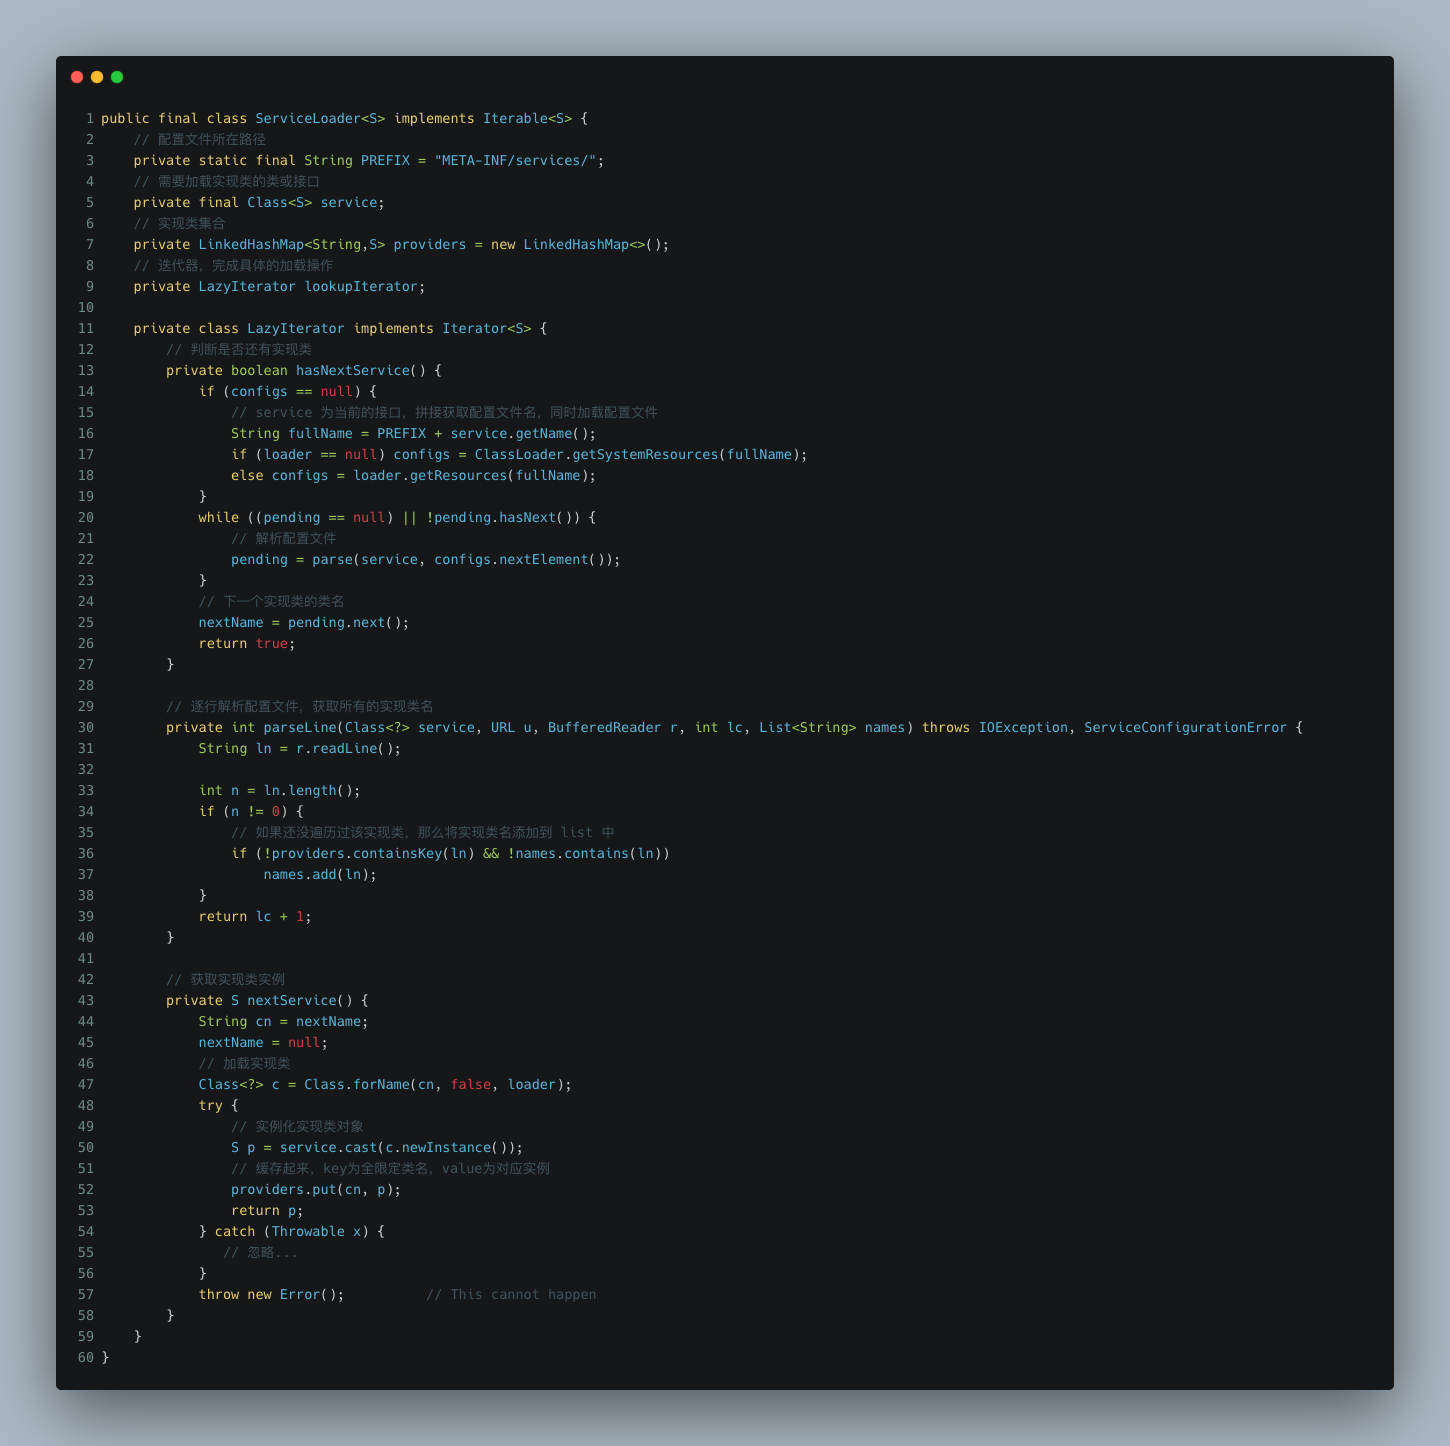 1 public final class ServiceLoader<S> implements Iterable<S> {
2     // 配置文件所在路径
3     private static final String PREFIX = "META-INF/services/";
4     // 需要加载实现类的类或接口
5     private final Class<S> service;
6     // 实现类集合
7     private LinkedHashMap<String,S> providers = new LinkedHashMap<>();
8     // 迭代器，完成具体的加载操作
9     private LazyIterator lookupIterator;
10
11     private class LazyIterator implements Iterator<S> {
12         // 判断是否还有实现类
13         private boolean hasNextService() {
14             if (configs == null) {
15                 // service 为当前的接口，拼接获取配置文件名，同时加载配置文件
16                 String fullName = PREFIX + service.getName();
17                 if (loader == null) configs = ClassLoader.getSystemResources(fullName);
18                 else configs = loader.getResources(fullName);
19             }
20             while ((pending == null) || !pending.hasNext()) {
21                 // 解析配置文件
22                 pending = parse(service, configs.nextElement());
23             }
24             // 下一个实现类的类名
25             nextName = pending.next();
26             return true;
27         }
28
29         // 逐行解析配置文件，获取所有的实现类名
30         private int parseLine(Class<?> service, URL u, BufferedReader r, int lc, List<String> names) throws IOException, ServiceConfigurationError {
31             String ln = r.readLine();
32
33             int n = ln.length();
34             if (n != 0) {
35                 // 如果还没遍历过该实现类，那么将实现类名添加到 list 中
36                 if (!providers.containsKey(ln) && !names.contains(ln))
37                     names.add(ln);
38             }
39             return lc + 1;
40         }
41
42         // 获取实现类实例
43         private S nextService() {
44             String cn = nextName;
45             nextName = null;
46             // 加载实现类
47             Class<?> c = Class.forName(cn, false, loader);
48             try {
49                 // 实例化实现类对象
50                 S p = service.cast(c.newInstance());
51                 // 缓存起来，key为全限定类名，value为对应实例
52                 providers.put(cn, p);
53                 return p;
54             } catch (Throwable x) {
55                // 忽略...
56             }
57             throw new Error();          // This cannot happen
58         }
59     }
60 }